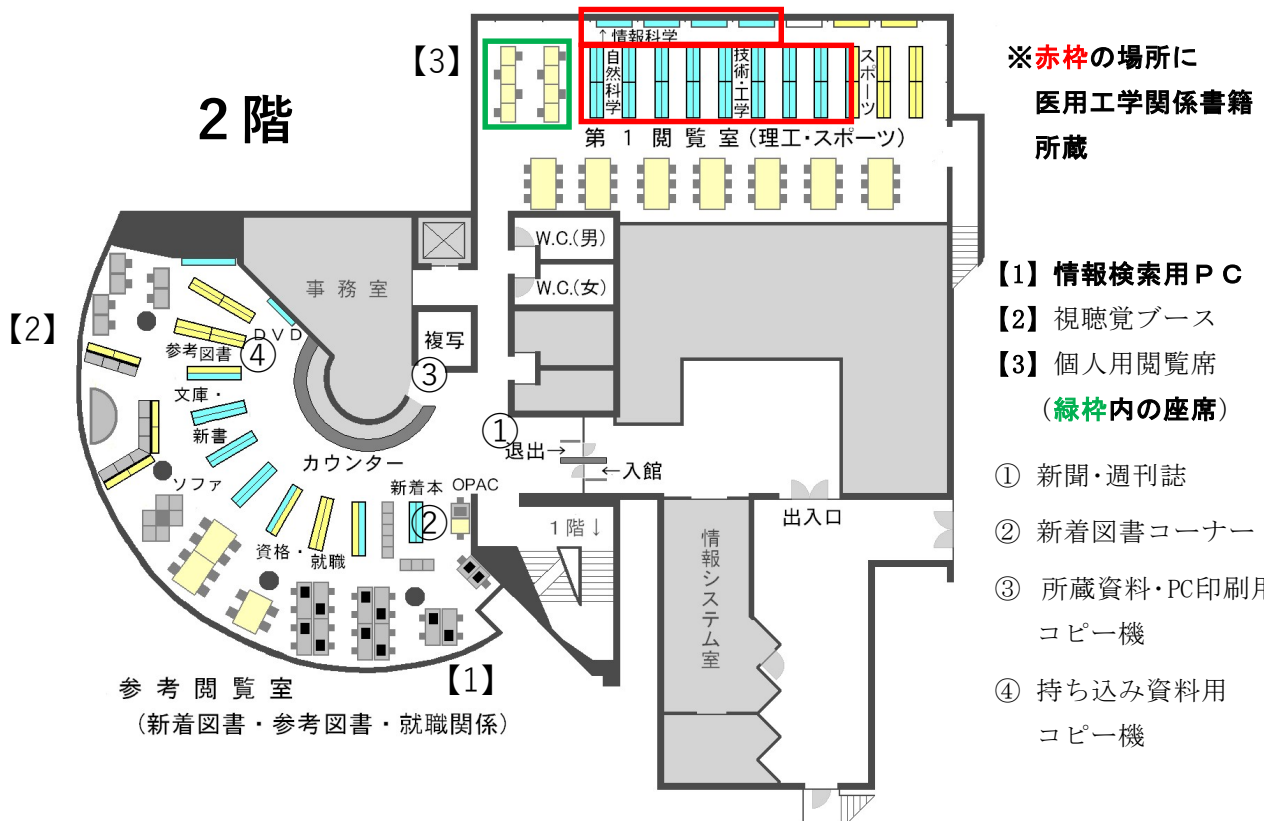 2階
【3】
↑情報科学
自然科学
技術・工学
スポーツ
第1閲覧室(理工・スポーツ)
※赤枠の場所に
医用工学関係書籍
所蔵
W.C.(男)
W.C.(女)
事務室
複写
【2】
DVD
参考図書
④
③
文庫・
新書
①
退出→
←入館
カウンター
ソファ
新着本
OPAC
②
資格・就職
1階↓
出入口
情報システム室
【1】
参考閲覧室
(新着図書・参考図書・就職関係)
【1】情報検索用PC
【2】視聴覚ブース
【3】個人用閲覧席
(緑枠内の座席)
① 新聞・週刊誌
② 新着図書コーナー
③ 所蔵資料・PC印刷用
コピー機
④ 持ち込み資料用
コピー機